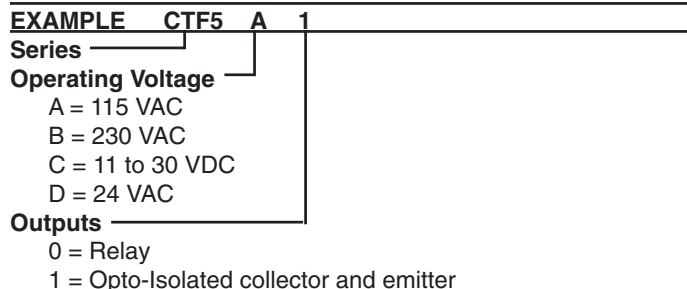 EXAMPLE CTF5 A 1
Series
Operating Voltage
A = 115 VAC
B = 230 VAC
C = 11 to 30 VDC
D = 24 VAC
Outputs
0 = Relay
1 = Opto-Isolated collector and emitter